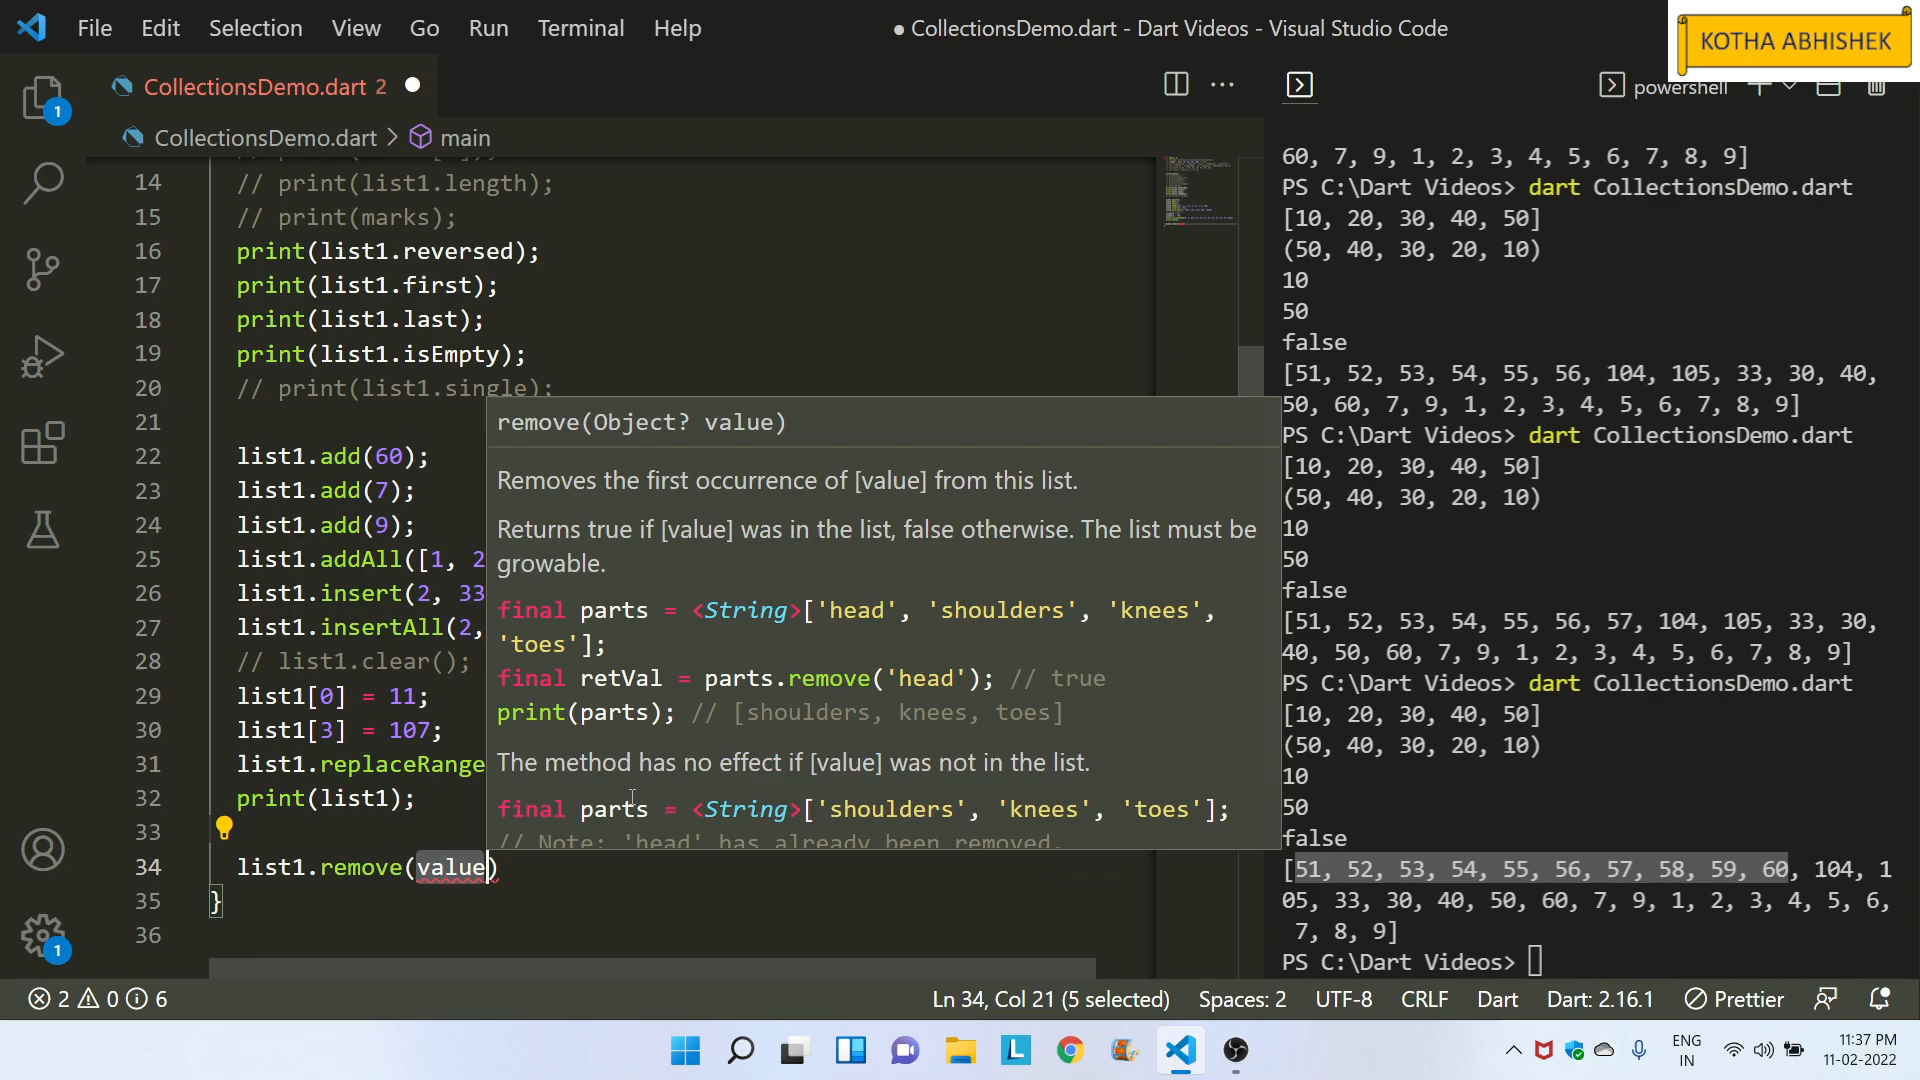 File Edit Selection View Go Run Terminal Help
● CollectionsDemo.dart - Dart Videos - Visual Studio Code
KOTHA ABHISHEK
1
CollectionsDemo.dart 2
powershell
CollectionsDemo.dart > main
14 // print(list1.length);
15 // print(marks);
16 print(list1.reversed);
17 print(list1.first);
18 print(list1.last);
19 print(list1.isEmpty);
20 // print(list1.single);
21
22 list1.add(60);
23 list1.add(7);
24 list1.add(9);
25 list1.addAll([1, 2
26 list1.insert(2, 33
27 list1.insertAll(2,
28 // list1.clear();
29 list1[0] = 11;
30 list1[3] = 107;
31 list1.replaceRange
32 print(list1);
33
34 list1.remove(value)
35 }
36
remove(Object? value)
Removes the first occurrence of [value] from this list.
Returns true if [value] was in the list, false otherwise. The list must be
growable.
final parts = <String>['head', 'shoulders', 'knees',
'toes'];
final retVal = parts.remove('head'); // true
print(parts); // [shoulders, knees, toes]
The method has no effect if [value] was not in the list.
final parts = <String>['shoulders', 'knees', 'toes'];
// Note: 'head' has already been removed.
60, 7, 9, 1, 2, 3, 4, 5, 6, 7, 8, 9]
PS C:\Dart Videos> dart CollectionsDemo.dart
[10, 20, 30, 40, 50]
(50, 40, 30, 20, 10)
10
50
false
[51, 52, 53, 54, 55, 56, 104, 105, 33, 30, 40,
50, 60, 7, 9, 1, 2, 3, 4, 5, 6, 7, 8, 9]
PS C:\Dart Videos> dart CollectionsDemo.dart
[10, 20, 30, 40, 50]
(50, 40, 30, 20, 10)
10
50
false
[51, 52, 53, 54, 55, 56, 57, 104, 105, 33, 30,
40, 50, 60, 7, 9, 1, 2, 3, 4, 5, 6, 7, 8, 9]
PS C:\Dart Videos> dart CollectionsDemo.dart
[10, 20, 30, 40, 50]
(50, 40, 30, 20, 10)
10
50
false
[51, 52, 53, 54, 55, 56, 57, 58, 59, 60, 104, 1
05, 33, 30, 40, 50, 60, 7, 9, 1, 2, 3, 4, 5, 6,
7, 8, 9]
PS C:\Dart Videos>
1
2 0 6
Ln 34, Col 21 (5 selected) Spaces: 2 UTF-8 CRLF Dart Dart: 2.16.1 Prettier
L
ENG
IN
11:37 PM
11-02-2022